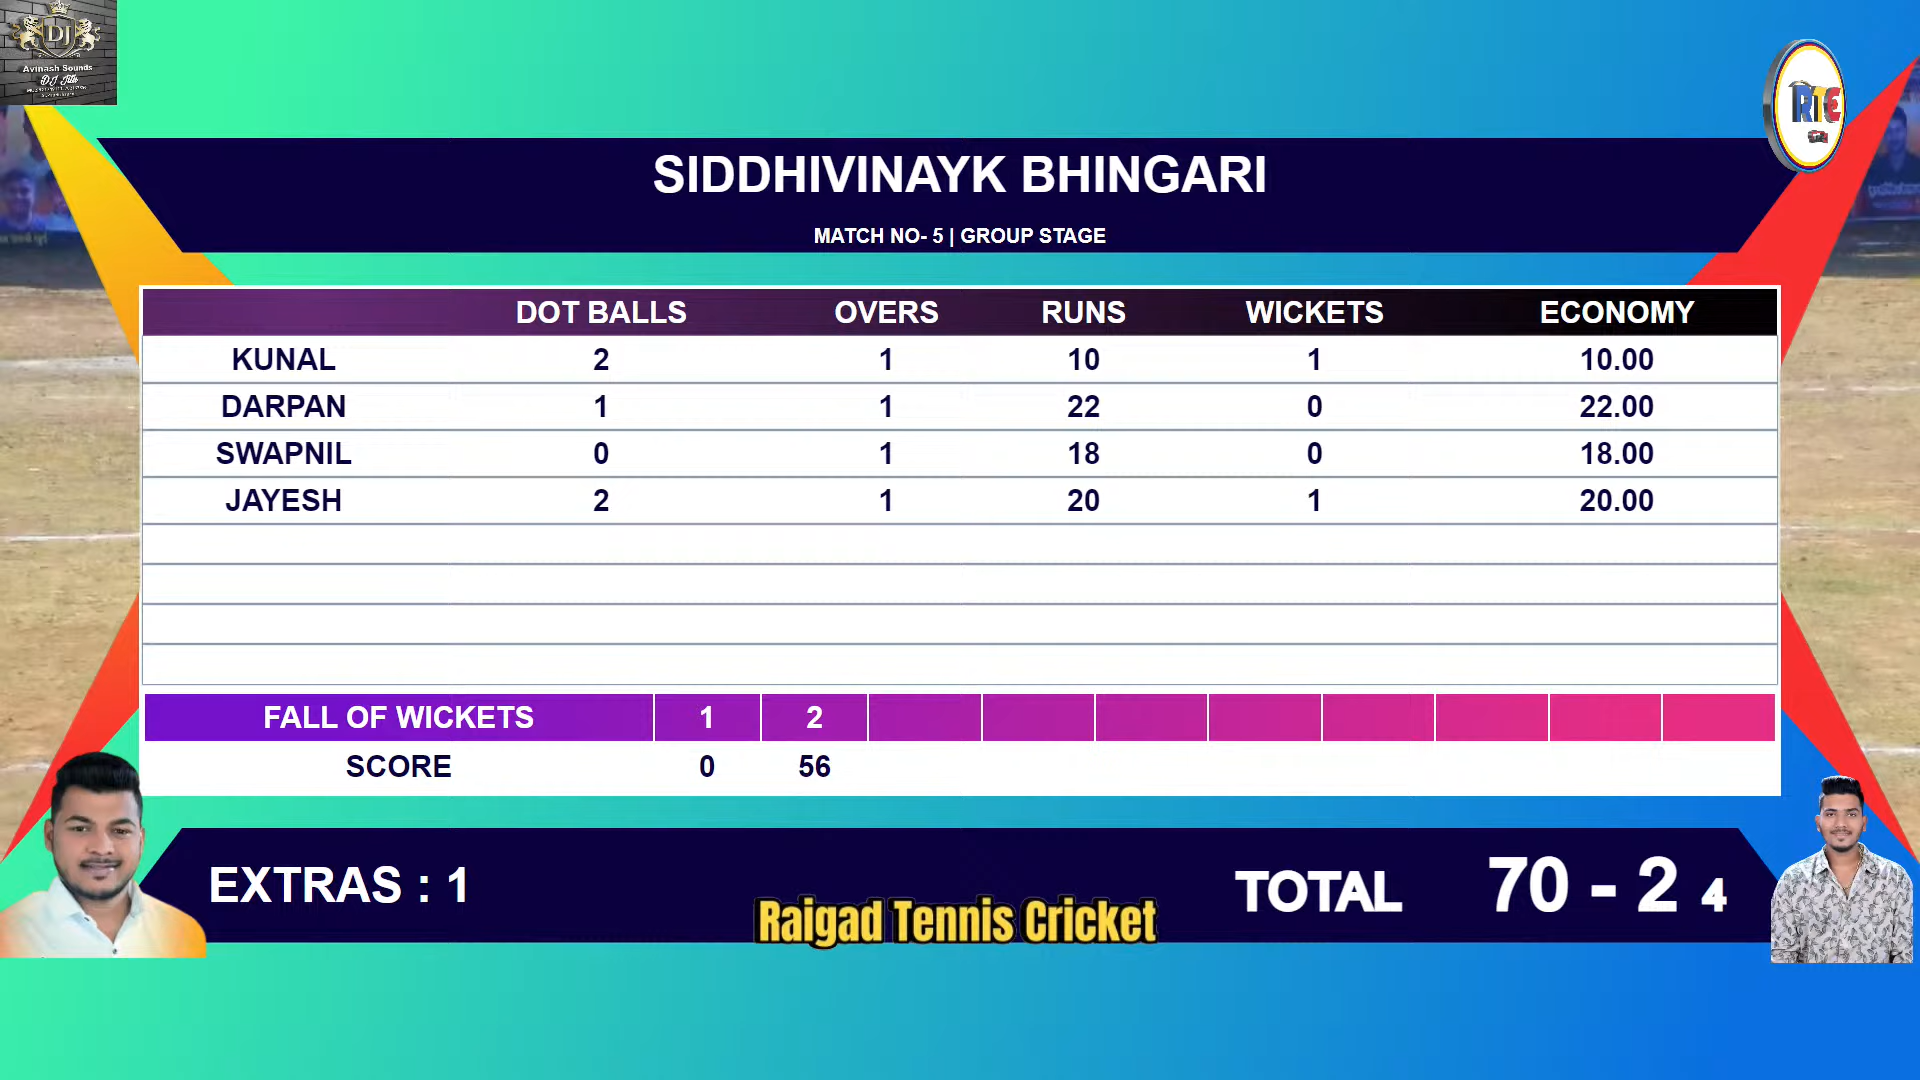 DJ
Avinash Sounds
RTC
SIDDHIVINAYK BHINGARI
MATCH NO- 5 | GROUP STAGE
DOT BALLS OVERS RUNS WICKETS ECONOMY
KUNAL 2 1 10 1 10.00
DARPAN 1 1 22 0 22.00
SWAPNIL 0 1 18 0 18.00
JAYESH 2 1 20 1 20.00
FALL OF WICKETS 1 2
SCORE 0 56
EXTRAS : 1
TOTAL 70 - 2 4
Raigad Tennis Cricket